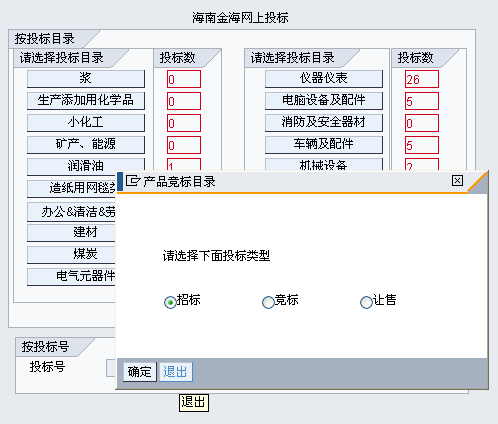 海南金海网上投标
按投标目录
请选择投标目录 投标数 请选择投标目录 投标数
浆 0 仪器仪表 26
生产添加用化学品 0 电脑设备及配件 5
小化工 0 消防及安全器材 0
矿产、能源 0 车辆及配件 5
润滑油 1 机械设备 2
造纸用网毯
办公&清洁&劳
建材
煤炭
电气元器件
产品竞标目录
请选择下面投标类型
招标 竞标 让售
确定 退出
退出
按投标号
投标号